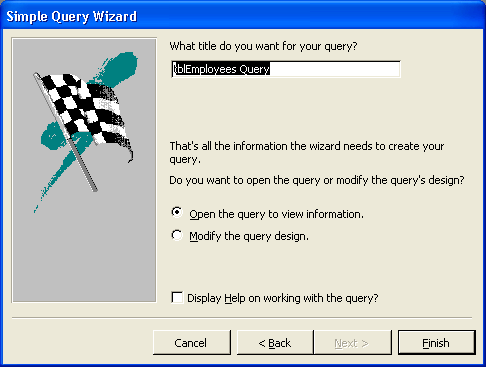 Simple Query Wizard
What title do you want for your query?
tblEmployees Query
That's all the information the wizard needs to create your
query.
Do you want to open the query or modify the query's design?
Open the query to view information.
Modify the query design.
Display Help on working with the query?
Cancel
< Back
Next >
Finish